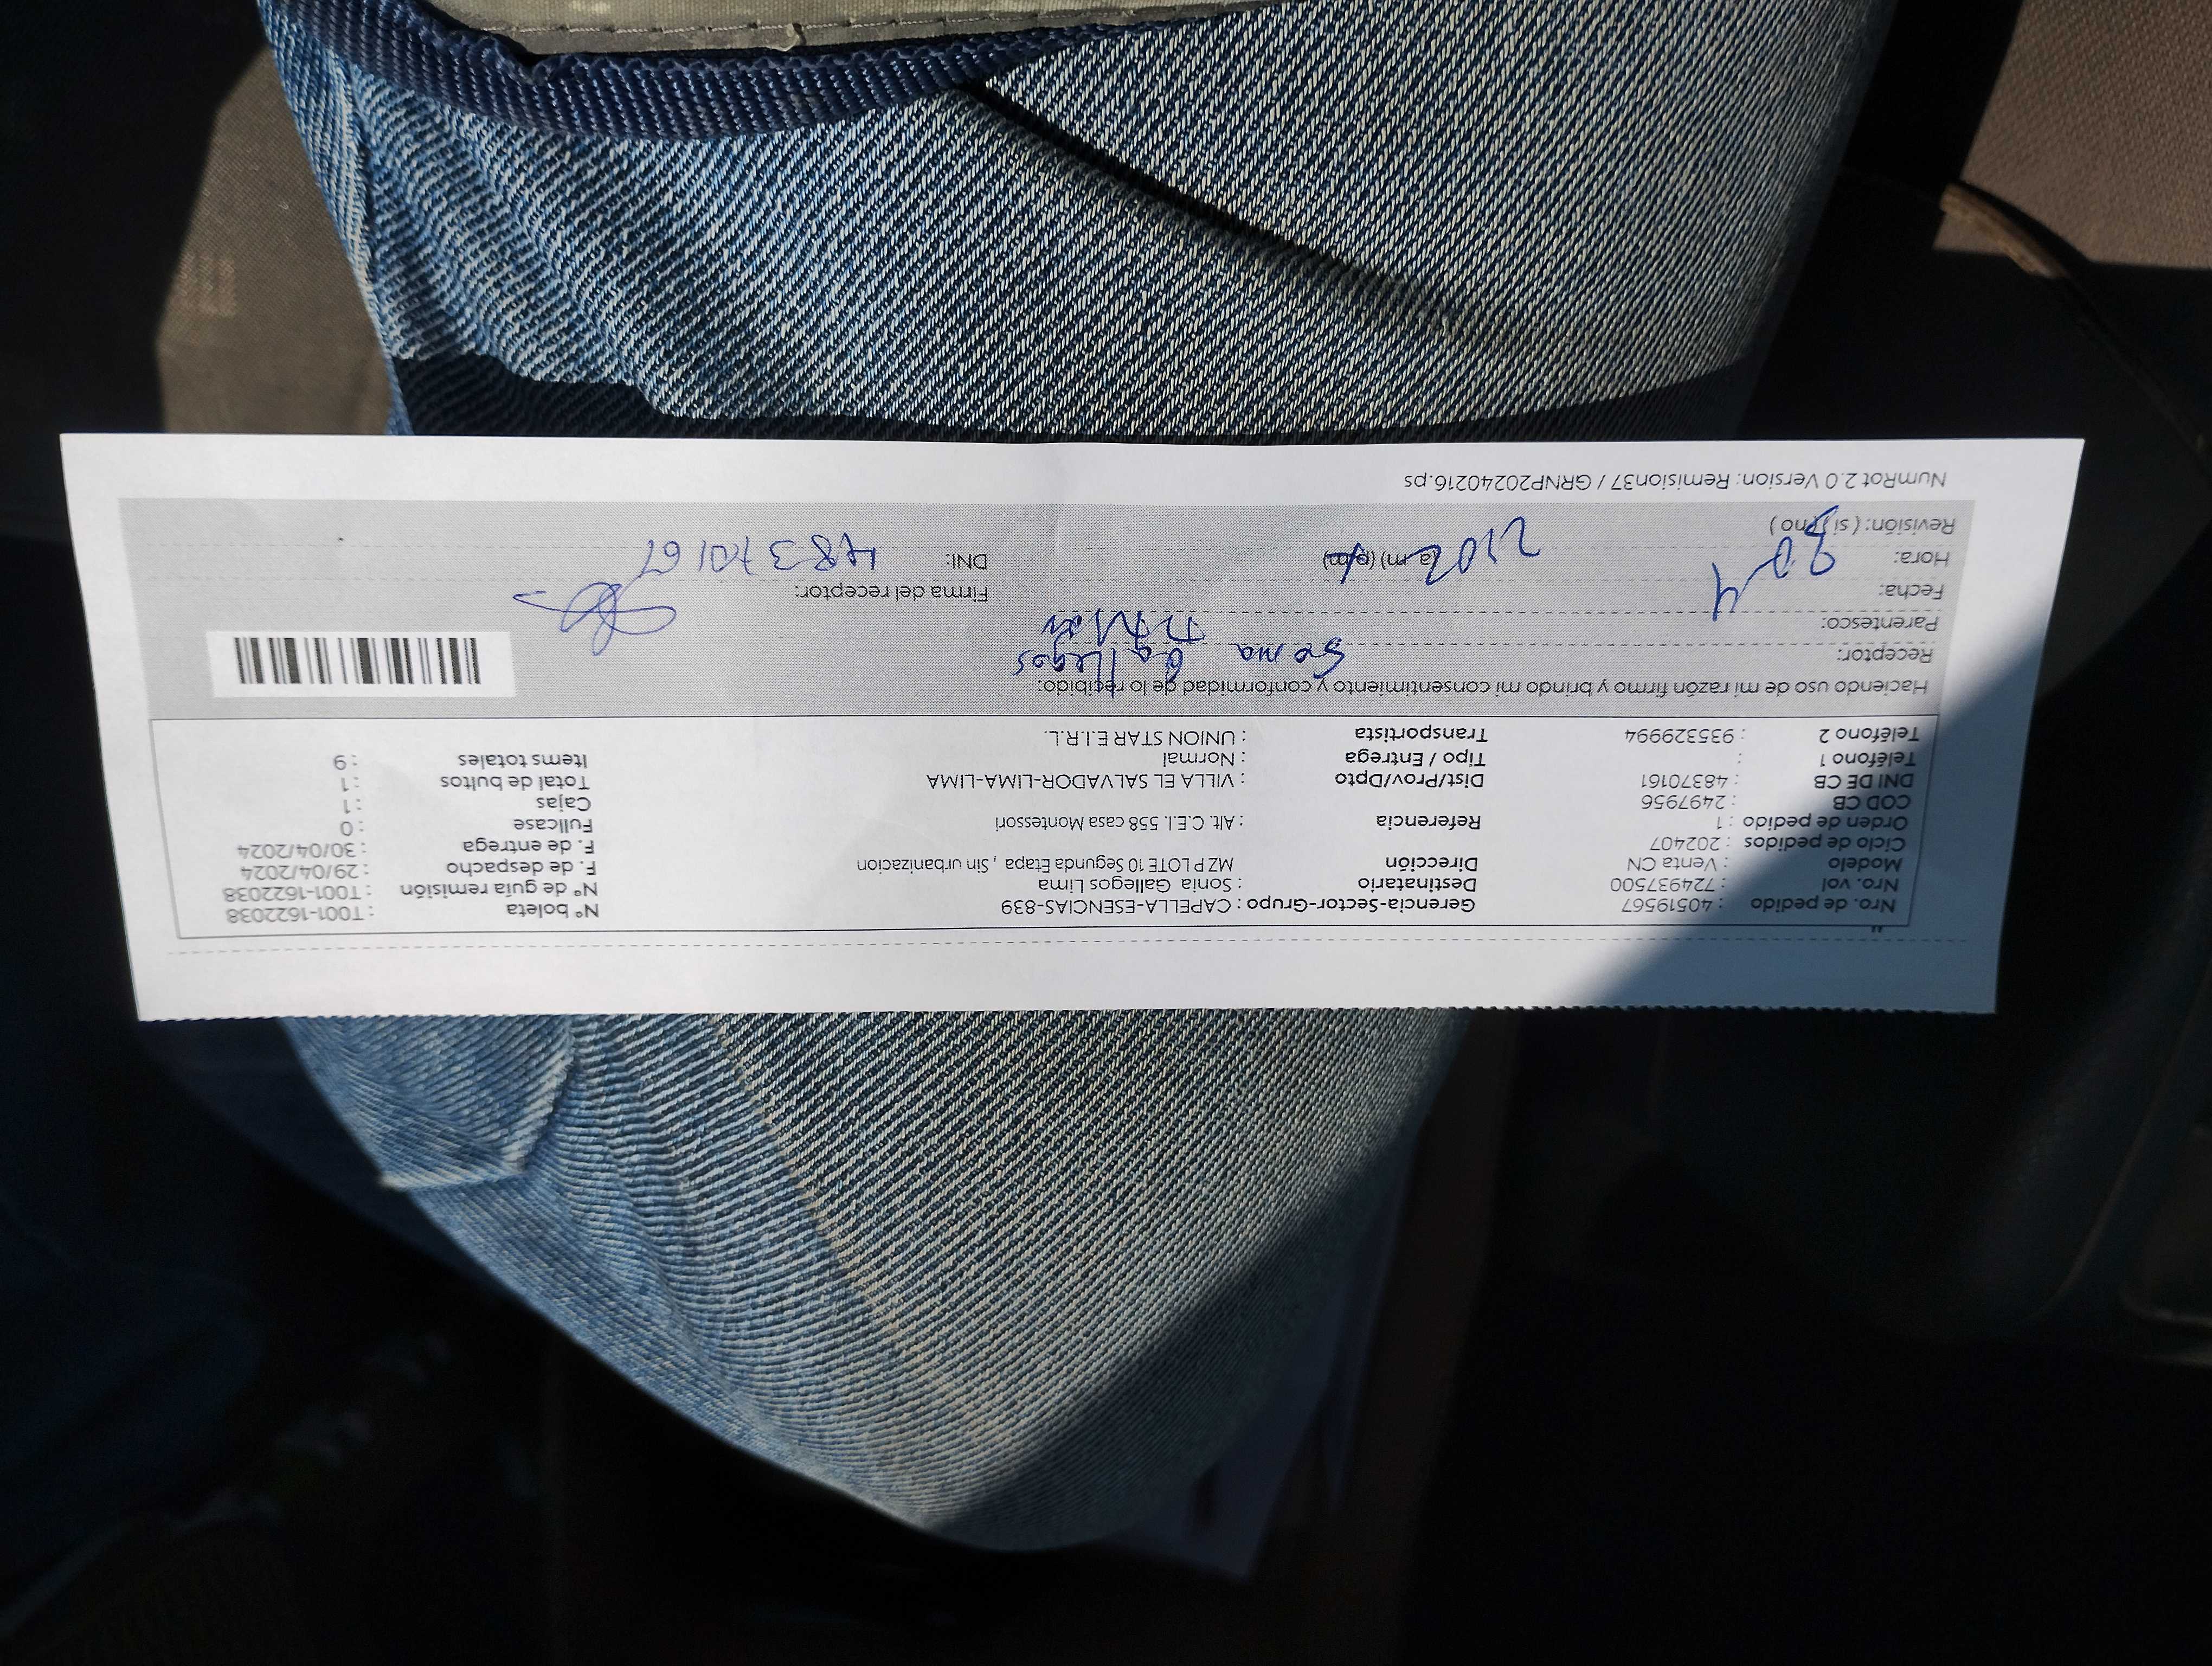 Nro. de pedido : 40519567 Gerencia-Sector-Grupo : CAPELLA-ESENCIAS-839 Nº boleta : T001-1622038
Nro. vol : 724937500 Destinatario : Sonia Gallegos Lima Nº de guia remisión : T001-1622038
Modelo : Venta CN Dirección MZ P LOTE 10 Segunda Etapa , Sin urbanización F. de despacho : 29/04/2024
Ciclo de pedidos : 202407 F. de entrega : 30/04/2024
Orden de pedido : 1 Referencia : Alt. C.E.I. 558 casa Montessori Fullcase : 0
COD CB : 2497956 Cajas : 1
DNI DE CB : 48370161 Dist/Prov/Dpto : VILLA EL SALVADOR-LIMA-LIMA Total de bultos : 1
Teléfono 1 : Tipo / Entrega : Normal Items totales : 9
Teléfono 2 : 935329994 Transportista : UNION STAR E.I.R.L.
Haciendo uso de mi razón firmo y brindo mi consentimiento y conformidad de lo recibido:
Receptor: Sonia Gallegos
Parentesco: Titular
Fecha: Firma del receptor:
Hora: (a m) (p m) DNI: 48370161
Revisión: ( si ) ( no )
NumRot 2.0 Version: Remision37 / GRNP20240216.ps